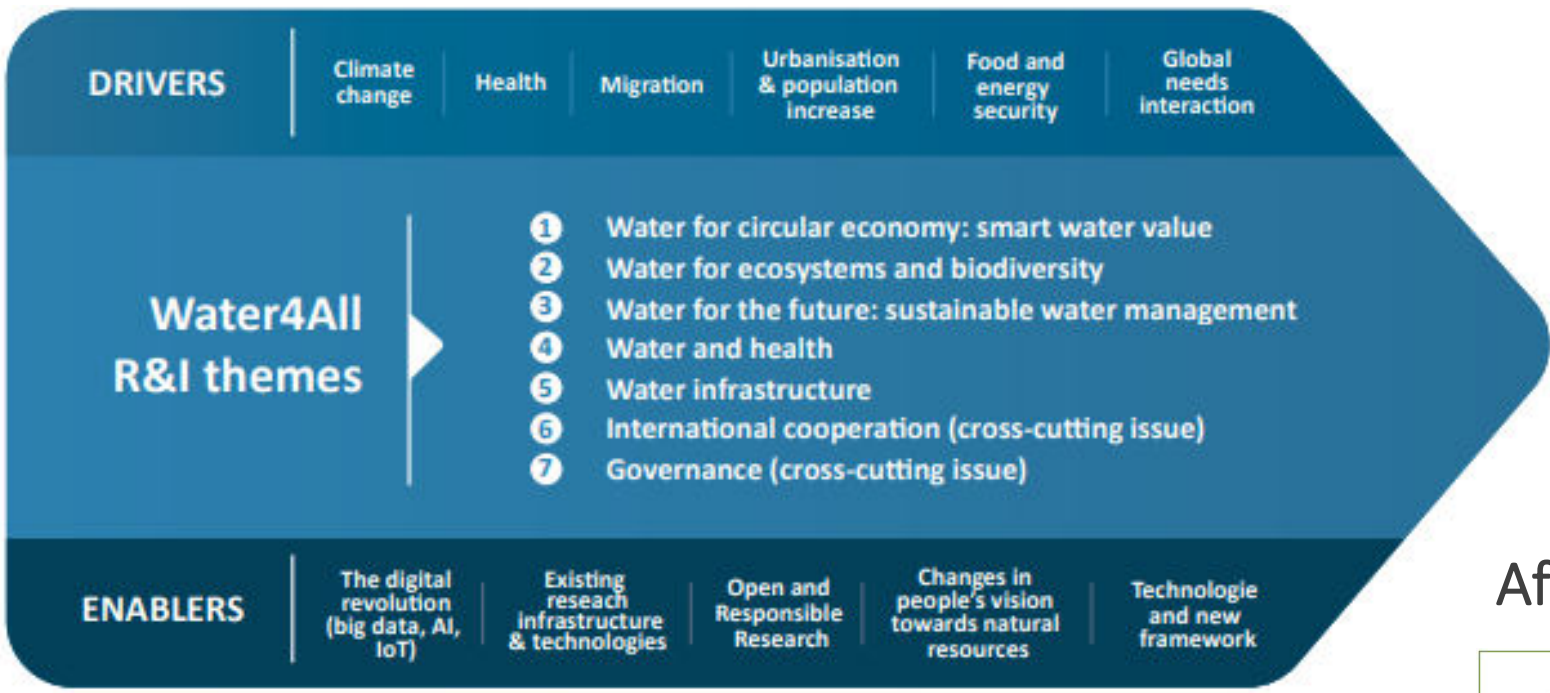 DRIVERS
Climate
change
Health
Migration
Urbanisation
& population
increase
Food and
energy
security
Global
needs
interaction
Water4All
R&I themes
1 Water for circular economy: smart water value
2 Water for ecosystems and biodiversity
3 Water for the future: sustainable water management
4 Water and health
5 Water infrastructure
6 International cooperation (cross-cutting issue)
7 Governance (cross-cutting issue)
ENABLERS
The digital
revolution
(big data, AI,
IoT)
Existing
reseach
infrastructure
& technologies
Open and
Responsible
Research
Changes in
people's vision
towards natural
resources
Technologie
and new
framework
Af